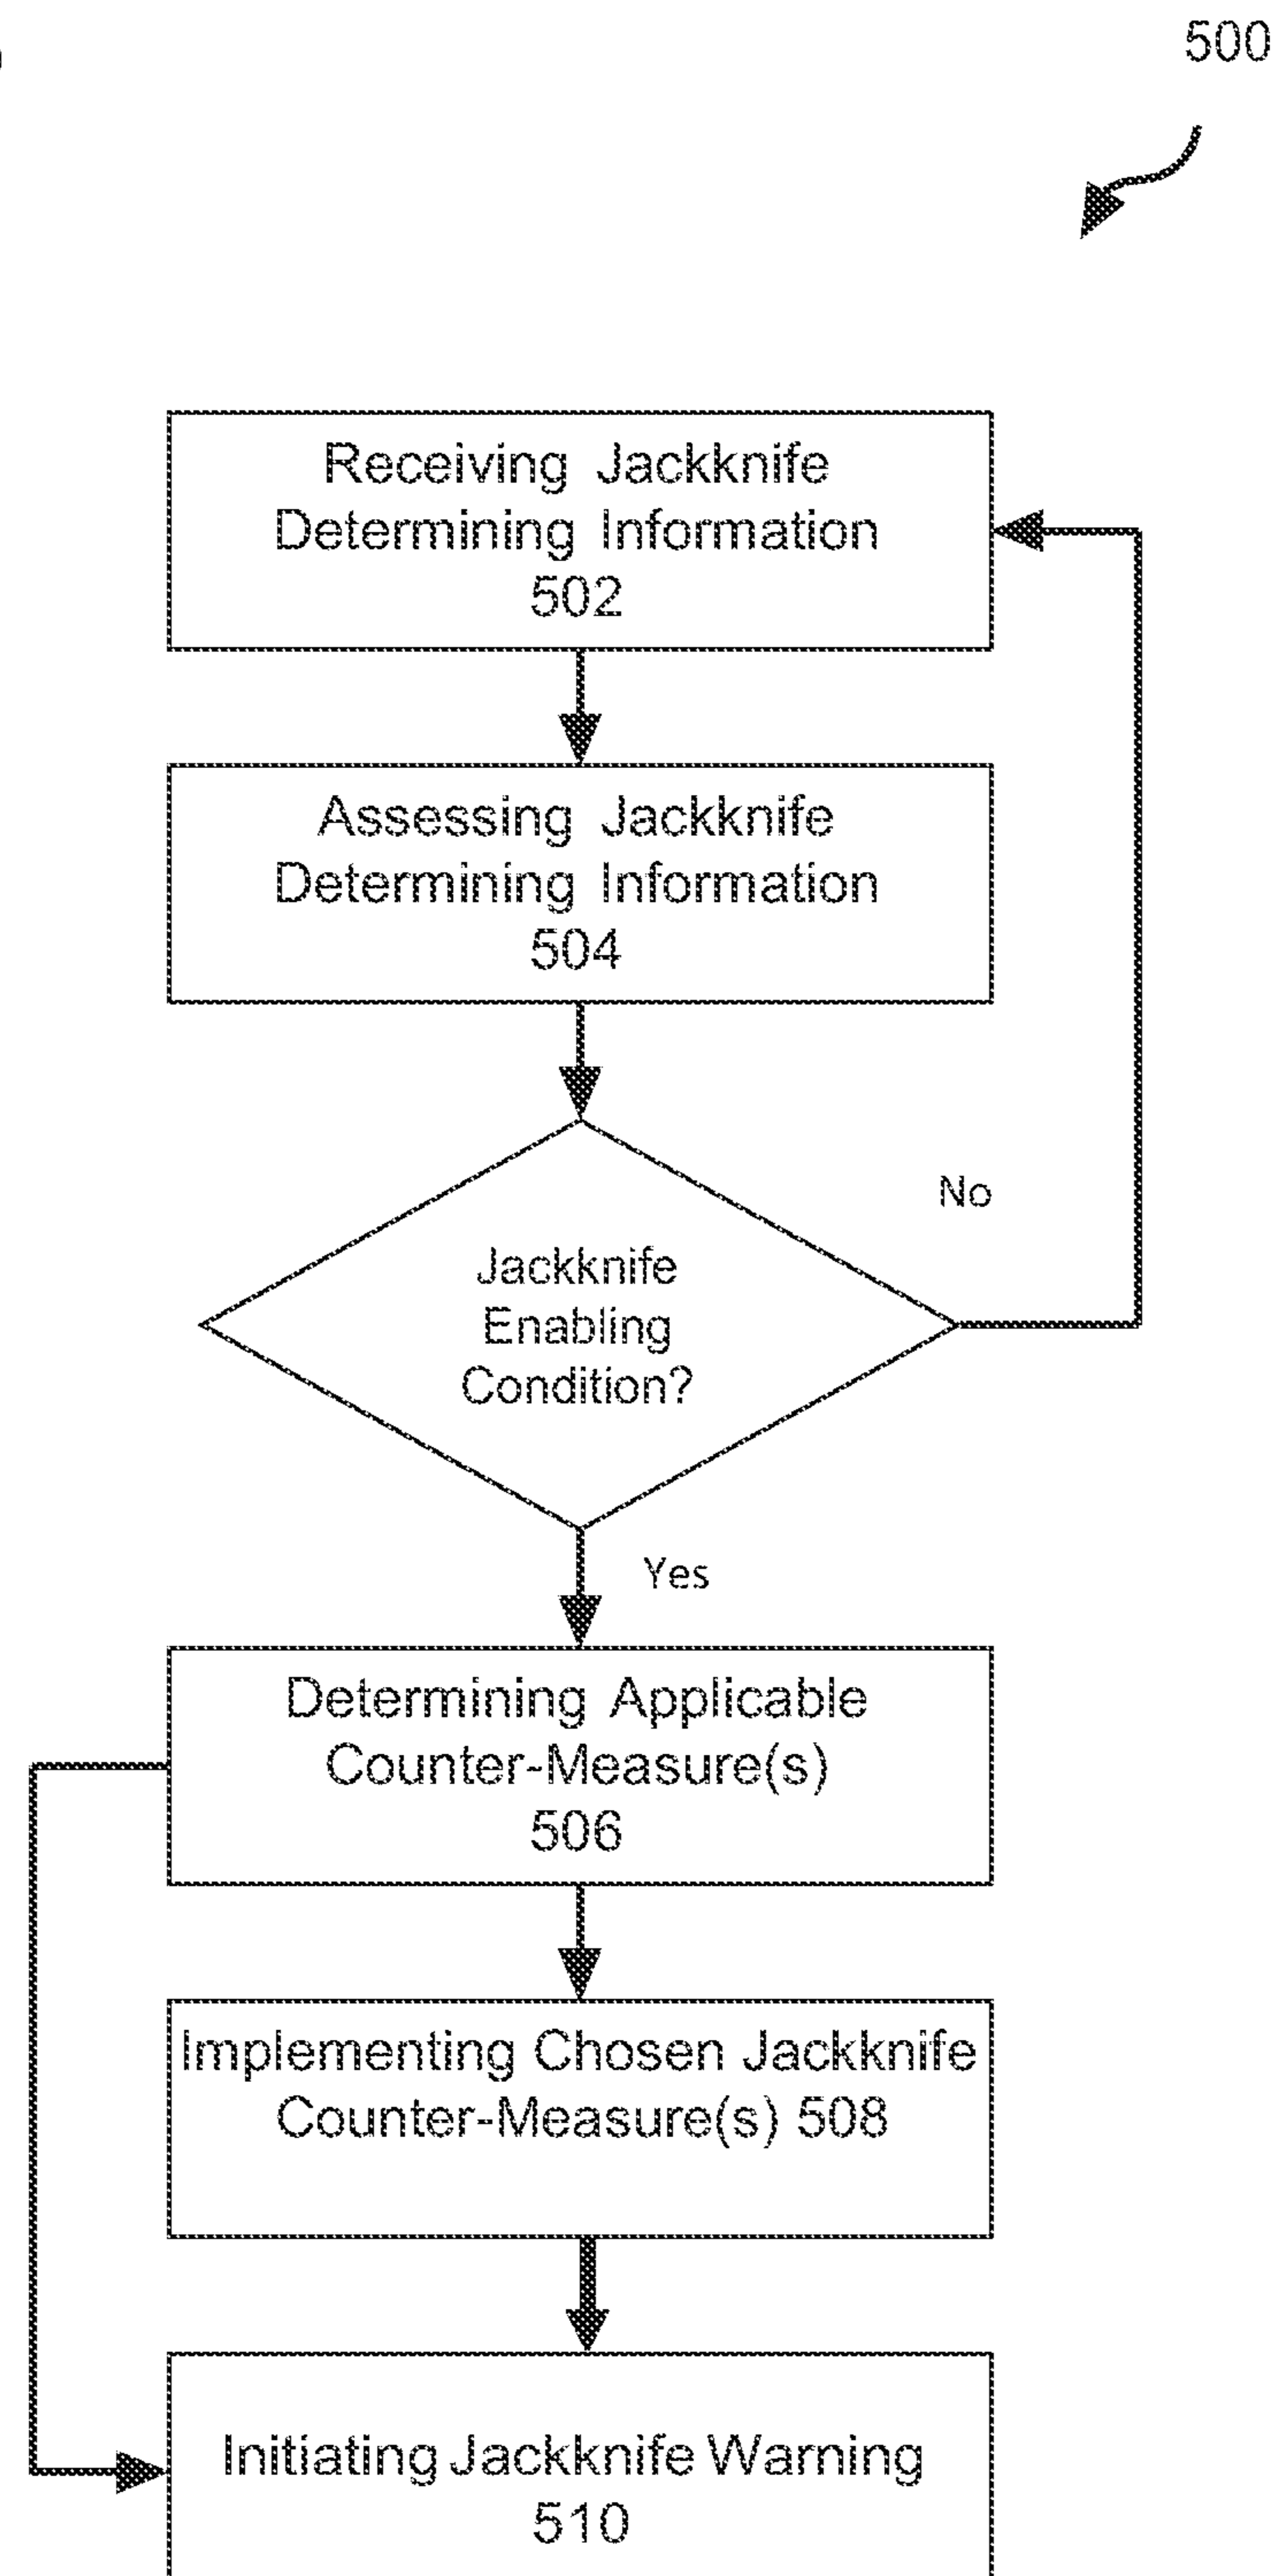 500
Receiving Jackknife
Determining Information
502
Assessing Jackknife
Determining Information
504
No
Jackknife
Enabling
Condition?
Yes
Determining Applicable
Counter-Measure(s)
506
Implementing Chosen Jackknife
Counter-Measure(s) 508
Initiating Jackknife Warning
510